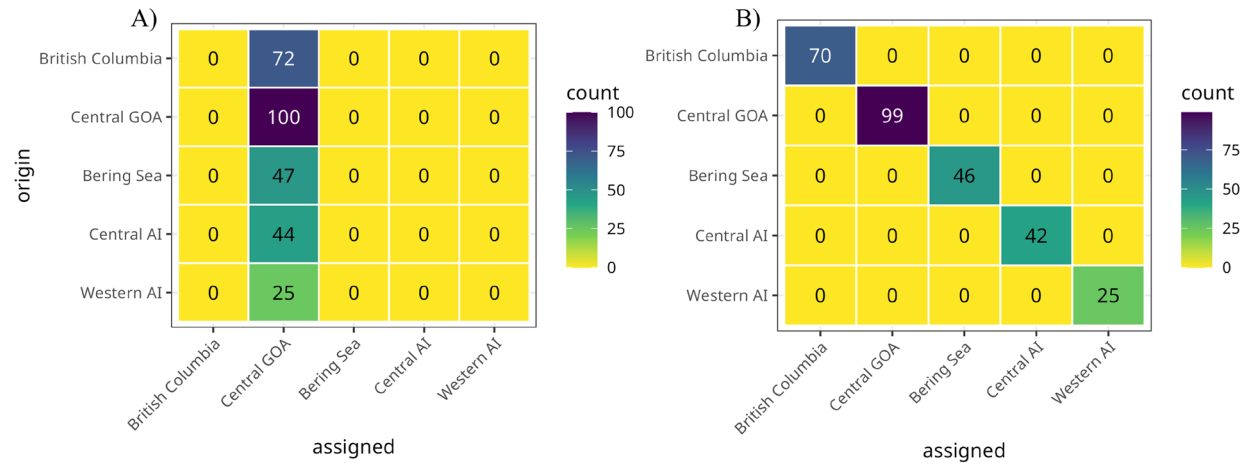 A)
British Columbia 0 72 0 0 0
Central GOA 0 100 0 0 0
Bering Sea 0 47 0 0 0
Central AI 0 44 0 0 0
Western AI 0 25 0 0 0
origin
British Columbia
Central GOA
Bering Sea
Central AI
Western AI
assigned
count
100
75
50
25
0
B)
British Columbia 70 0 0 0 0
Central GOA 0 99 0 0 0
Bering Sea 0 0 46 0 0
Central AI 0 0 0 42 0
Western AI 0 0 0 0 25
British Columbia
Central GOA
Bering Sea
Central AI
Western AI
assigned
count
75
50
25
0